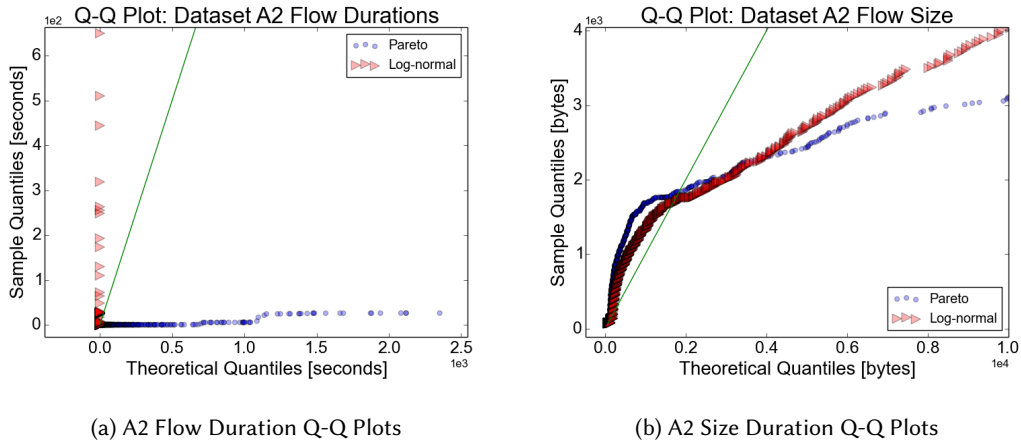 Q-Q Plot: Dataset A2 Flow Durations
1e2
6
5
4
3
2
1
0
Sample Quantiles [seconds]
Pareto
Log-normal
0.0 0.5 1.0 1.5 2.0 2.5
1e3
Theoretical Quantiles [seconds]
(a) A2 Flow Duration Q-Q Plots
Q-Q Plot: Dataset A2 Flow Size
1e3
4
3
2
1
0
Sample Quantiles [bytes]
Pareto
Log-normal
0.0 0.2 0.4 0.6 0.8 1.0
1e4
Theoretical Quantiles [bytes]
(b) A2 Size Duration Q-Q Plots